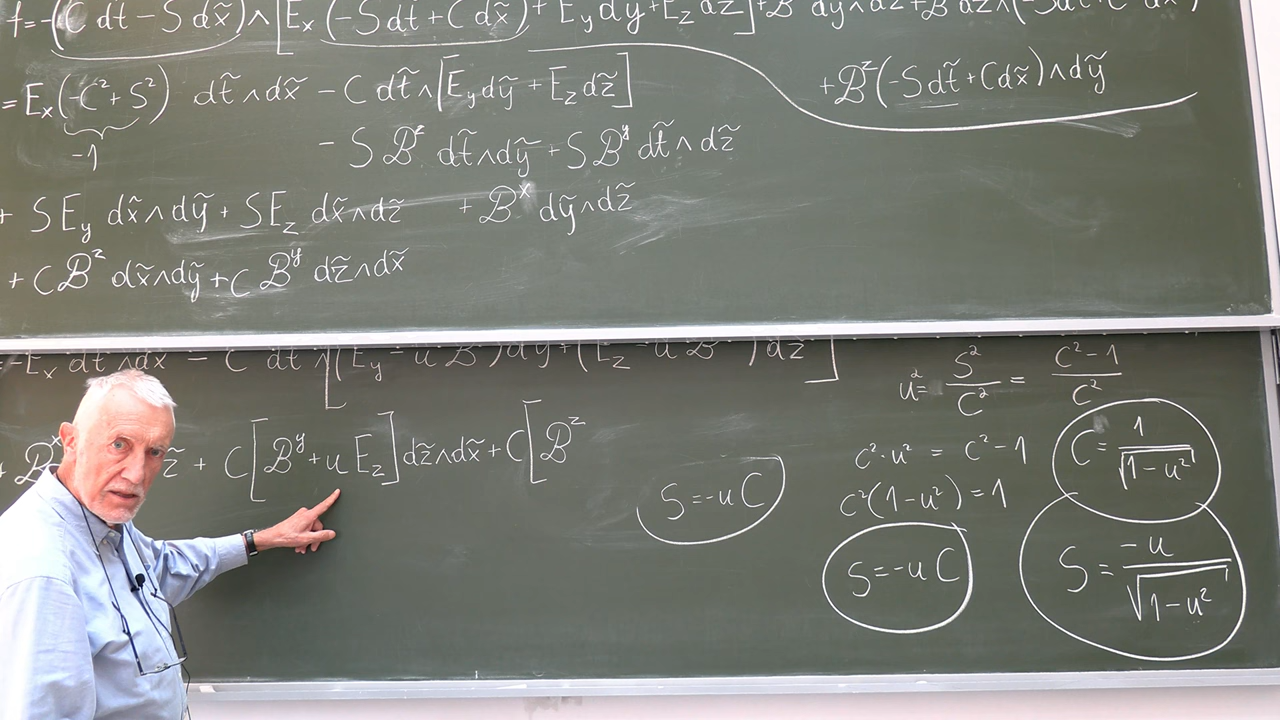 f = -(C dt̃ - S dx̃) ∧ [E_x (-S dt̃ + C dx̃) + E_y dỹ + E_z dz̃] + B dỹ∧dz̃ + B dz̃∧(-S dt̃ + C dx̃)
+ B^z (-S dt̃ + C dx̃) ∧ dỹ
= E_x (-C² + S²) dt̃∧dx̃ - C dt̃∧[E_y dỹ + E_z dz̃]
-1
- S B^z dt̃∧dỹ + S B^y dt̃∧dz̃
+ S E_y dx̃∧dỹ + S E_z dx̃∧dz̃ + B^x dỹ∧dz̃
+ C B^z dx̃∧dỹ + C B^y dz̃∧dx̃
-E_x dt∧dx - C dt∧[(E_y - u B )dy + (E_z - u B )dz]
+ B^x z̃ + C[B^y + u E_z] dz̃∧dx̃ + C[B^z
S = -u C
u² = S²/C² = (C² - 1)/C²
C²·u² = C² - 1
C²(1 - u²) = 1
S = -u C
C = 1/√(1 - u²)
S = -u/√(1 - u²)